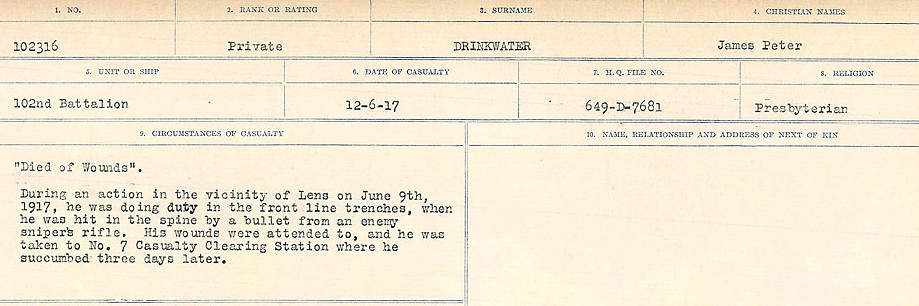 1. NO. 2. RANK OR RATING 3. SURNAME 4. CHRISTIAN NAMES
102316 Private DRINKWATER James Peter
5. UNIT OR SHIP 6. DATE OF CASUALTY 7. H.Q. FILE NO. 8. RELIGION
102nd Battalion 12-6-17 649-D-7681 Presbyterian
9. CIRCUMSTANCES OF CASUALTY 10. NAME, RELATIONSHIP AND ADDRESS OF NEXT OF KIN
"Died of Wounds".
During an action in the vicinity of Lens on June 9th,
1917, he was doing duty in the front line trenches, when
he was hit in the spine by a bullet from an enemy
sniper's rifle. His wounds were attended to, and he was
taken to No. 7 Casualty Clearing Station where he
succumbed three days later.